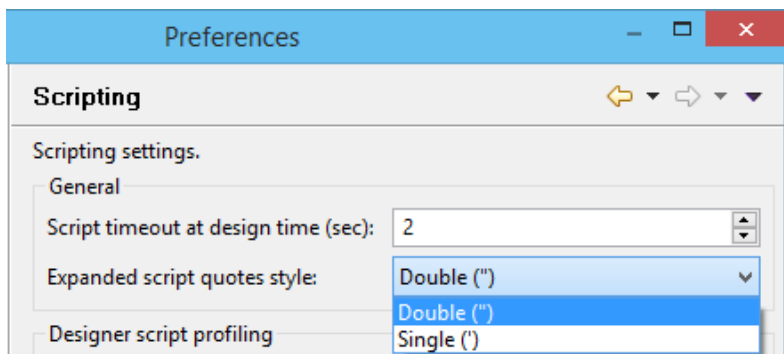 Preferences
Scripting
Scripting settings.
General
Script timeout at design time (sec): 2
Expanded script quotes style: Double (")
Double (")
Single (')
Designer script profiling